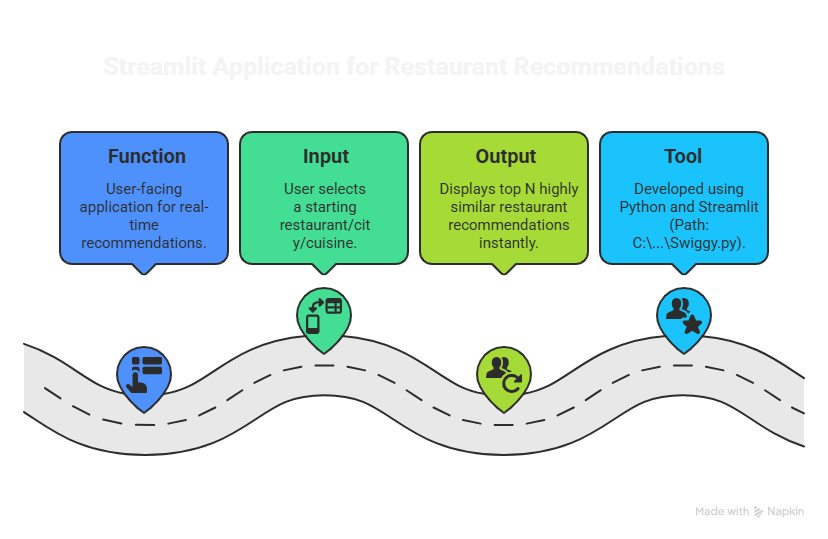 Streamlit Application for Restaurant Recommendations
Function
User-facing
application for real-
time
recommendations.
Input
User selects
a starting
restaurant/cit
y/cuisine.
Output
Displays top N highly
similar restaurant
recommendations
instantly.
Tool
Developed using
Python and Streamlit
(Path:
C:\...\Swiggy.py).
Made with Napkin